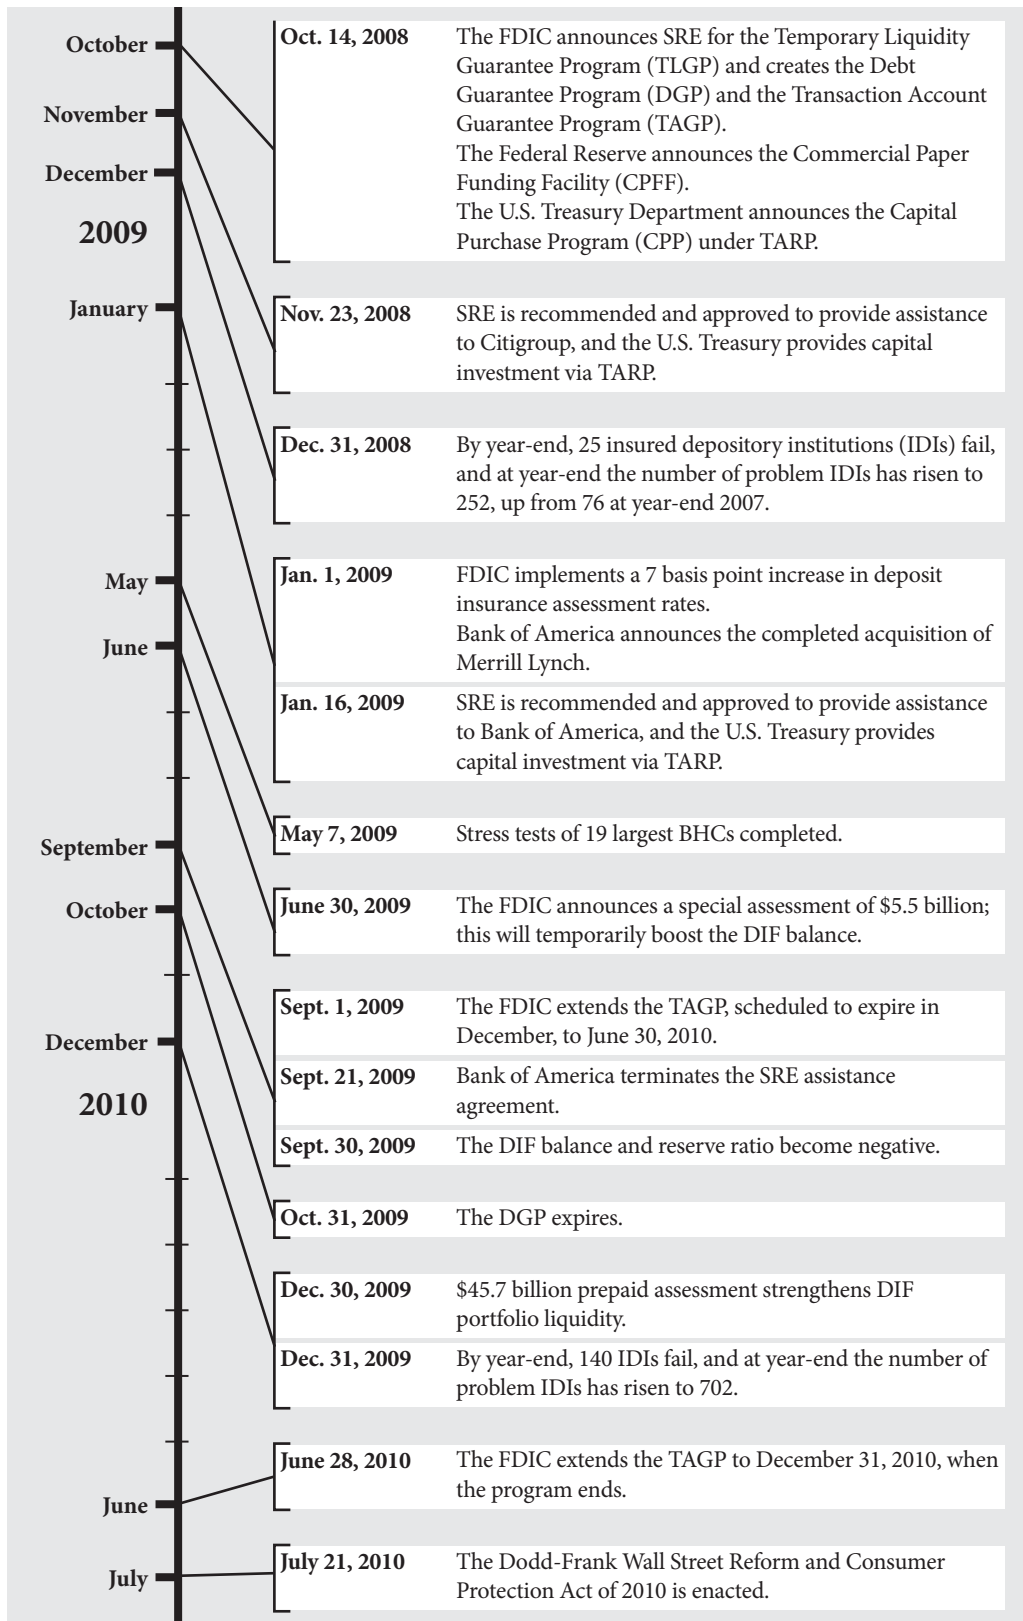 October
November
December
2009
January
May
June
September
October
December
2010
June
July
Oct. 14, 2008
The FDIC announces SRE for the Temporary Liquidity
Guarantee Program (TLGP) and creates the Debt
Guarantee Program (DGP) and the Transaction Account
Guarantee Program (TAGP).
The Federal Reserve announces the Commercial Paper
Funding Facility (CPFF).
The U.S. Treasury Department announces the Capital
Purchase Program (CPP) under TARP.
Nov. 23, 2008
SRE is recommended and approved to provide assistance
to Citigroup, and the U.S. Treasury provides capital
investment via TARP.
Dec. 31, 2008
By year-end, 25 insured depository institutions (IDIs) fail,
and at year-end the number of problem IDIs has risen to
252, up from 76 at year-end 2007.
Jan. 1, 2009
FDIC implements a 7 basis point increase in deposit
insurance assessment rates.
Bank of America announces the completed acquisition of
Merrill Lynch.
Jan. 16, 2009
SRE is recommended and approved to provide assistance
to Bank of America, and the U.S. Treasury provides
capital investment via TARP.
May 7, 2009
Stress tests of 19 largest BHCs completed.
June 30, 2009
The FDIC announces a special assessment of $5.5 billion;
this will temporarily boost the DIF balance.
Sept. 1, 2009
The FDIC extends the TAGP, scheduled to expire in
December, to June 30, 2010.
Sept. 21, 2009
Bank of America terminates the SRE assistance
agreement.
Sept. 30, 2009
The DIF balance and reserve ratio become negative.
Oct. 31, 2009
The DGP expires.
Dec. 30, 2009
$45.7 billion prepaid assessment strengthens DIF
portfolio liquidity.
Dec. 31, 2009
By year-end, 140 IDIs fail, and at year-end the number of
problem IDIs has risen to 702.
June 28, 2010
The FDIC extends the TAGP to December 31, 2010, when
the program ends.
July 21, 2010
The Dodd-Frank Wall Street Reform and Consumer
Protection Act of 2010 is enacted.